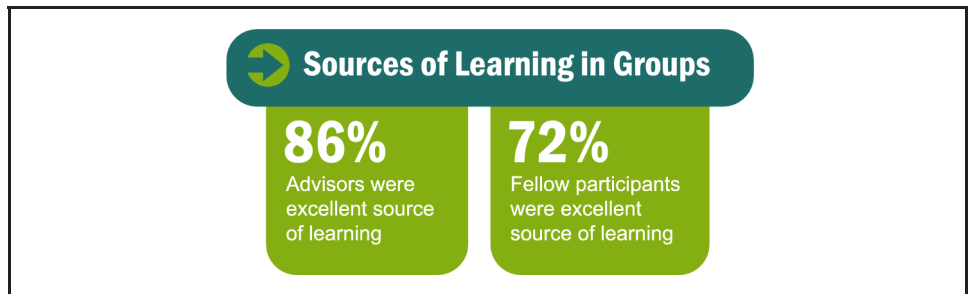 Sources of Learning in Groups
86%
Advisors were
excellent source
of learning
72%
Fellow participants
were excellent
source of learning